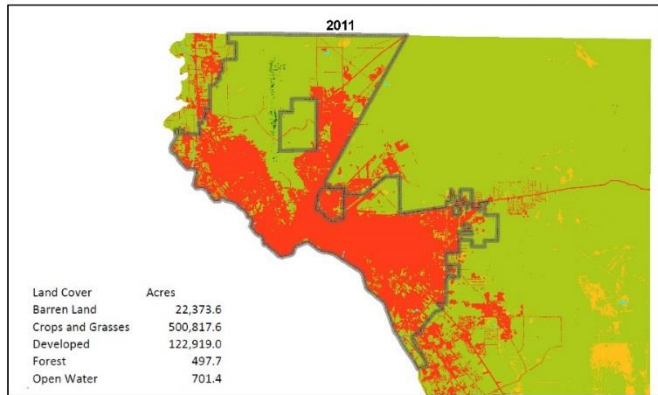 2011
Land Cover Acres
Barren Land 22,373.6
Crops and Grasses 500,817.6
Developed 122,919.0
Forest 497.7
Open Water 701.4